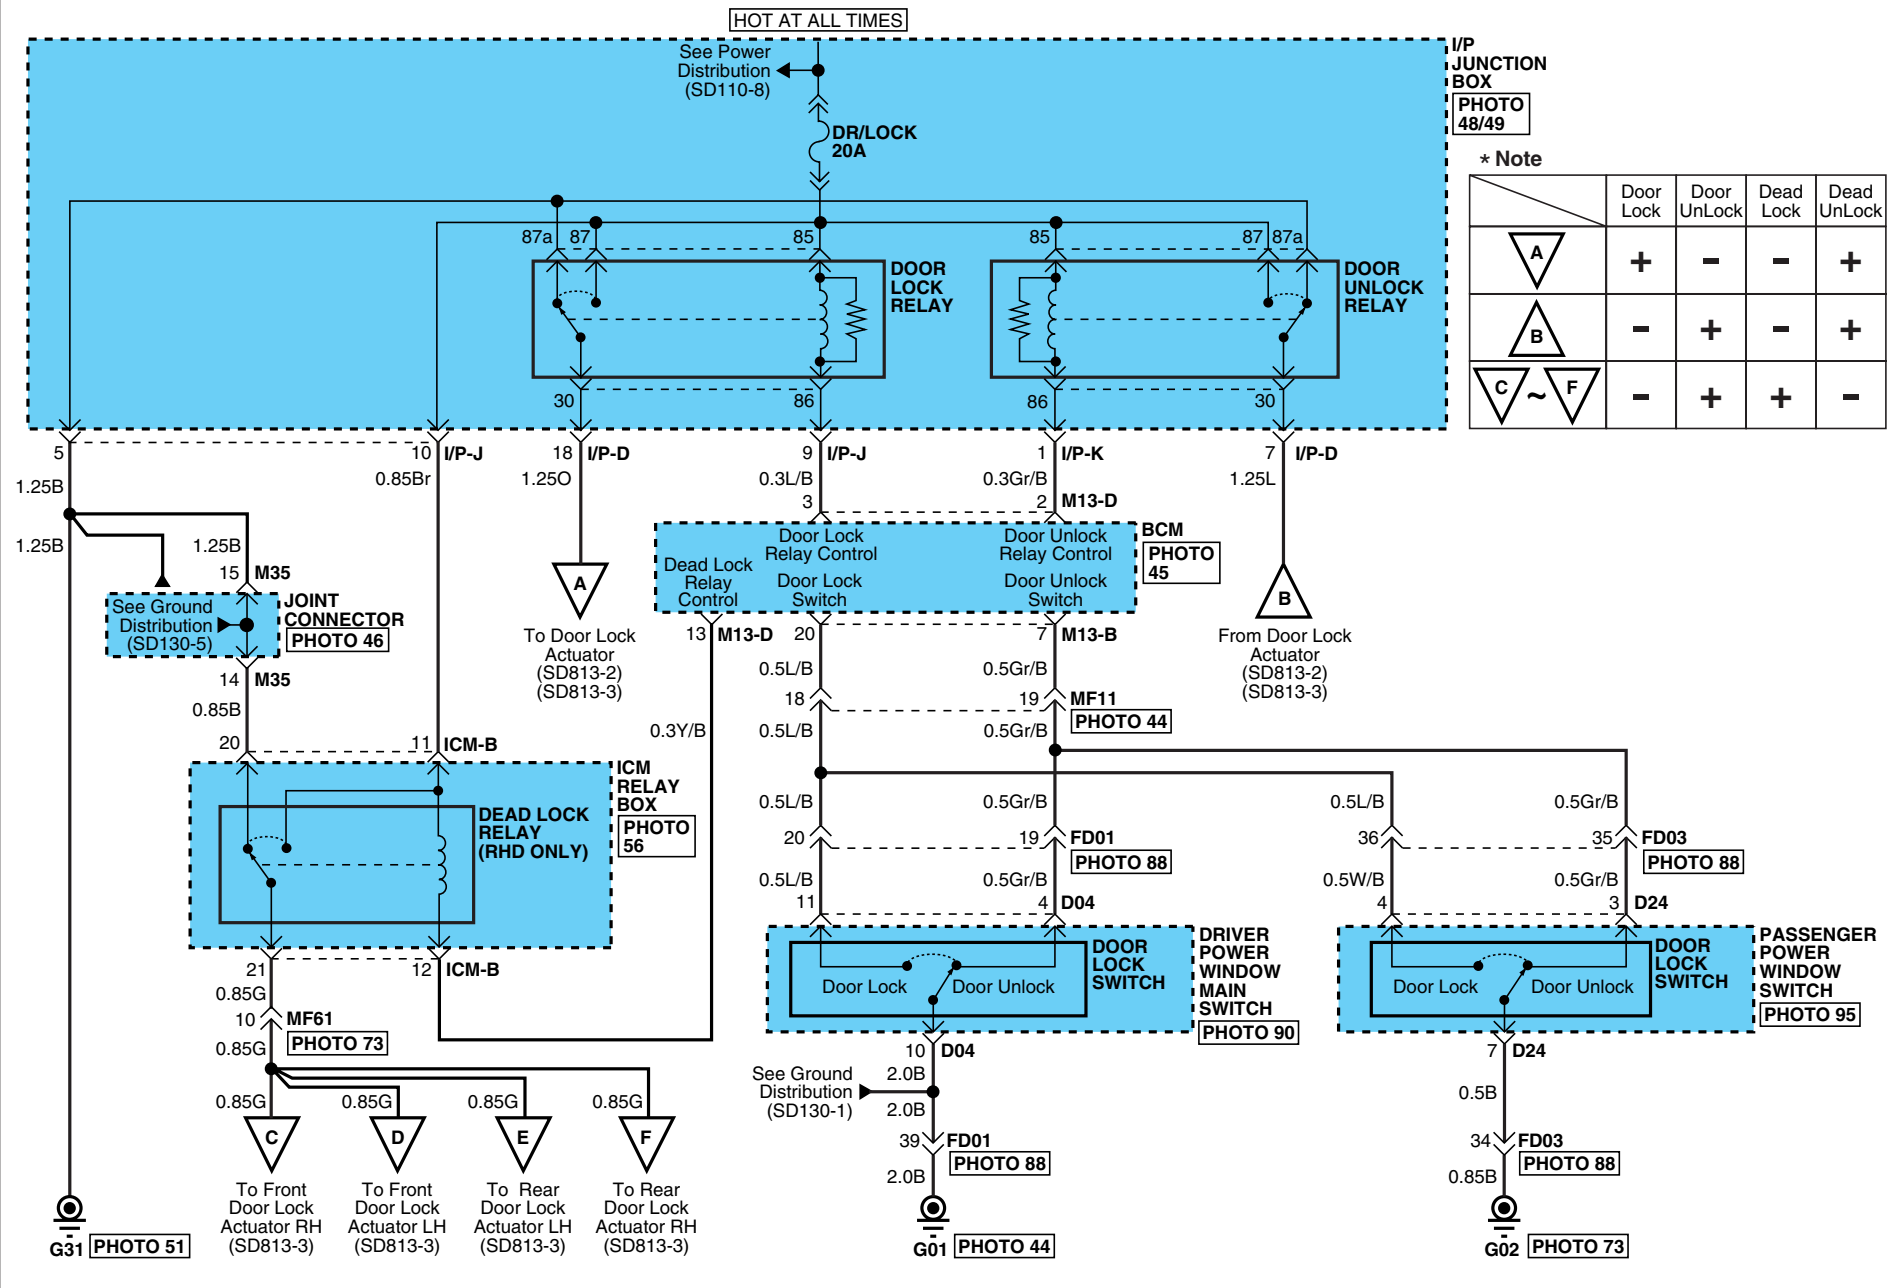 HOT AT ALL TIMES
See Power
Distribution
(SD110-8)
I/P
JUNCTION
BOX
PHOTO
48/49
DR/LOCK
20A
* Note
Door
Lock
Door
UnLock
Dead
Lock
Dead
UnLock
A
+ - - +
B
- + - +
C ~ F
- + + -
87a 87 85
85 87 87a
DOOR
LOCK
RELAY
DOOR
UNLOCK
RELAY
30 86
86 30
5
10 I/P-J
18 I/P-D
9 I/P-J
1 I/P-K
7 I/P-D
1.25B
0.85Br
1.25O
0.3L/B
0.3Gr/B
1.25L
3
2 M13-D
1.25B
1.25B
15 M35
See Ground
Distribution
(SD130-5)
JOINT
CONNECTOR
PHOTO 46
14 M35
0.85B
A
To Door Lock
Actuator
(SD813-2)
(SD813-3)
Dead Lock
Relay
Control
Door Lock
Relay Control
Door Lock
Switch
Door Unlock
Relay Control
Door Unlock
Switch
BCM
PHOTO
45
B
From Door Lock
Actuator
(SD813-2)
(SD813-3)
13 M13-D
20
7 M13-B
0.5L/B
0.5Gr/B
18
19 MF11
PHOTO 44
0.3Y/B
0.5L/B
0.5Gr/B
20
11 ICM-B
ICM
RELAY
BOX
PHOTO
56
DEAD LOCK
RELAY
(RHD ONLY)
0.5L/B
0.5Gr/B
0.5L/B
0.5Gr/B
20
19 FD01
PHOTO 88
36
35 FD03
PHOTO 88
0.5L/B
0.5Gr/B
0.5W/B
0.5Gr/B
11
4 D04
4
3 D24
DOOR
LOCK
SWITCH
Door Lock
Door Unlock
DRIVER
POWER
WINDOW
MAIN
SWITCH
PHOTO 90
DOOR
LOCK
SWITCH
Door Lock
Door Unlock
PASSENGER
POWER
WINDOW
SWITCH
PHOTO 95
21
12 ICM-B
0.85G
10 MF61
PHOTO 73
0.85G
10 D04
7 D24
See Ground
Distribution
(SD130-1)
2.0B
2.0B
0.5B
0.85G
0.85G
0.85G
0.85G
C
D
E
F
39 FD01
PHOTO 88
34 FD03
PHOTO 88
2.0B
0.85B
To Front
Door Lock
Actuator RH
(SD813-3)
To Front
Door Lock
Actuator LH
(SD813-3)
To Rear
Door Lock
Actuator LH
(SD813-3)
To Rear
Door Lock
Actuator RH
(SD813-3)
G31 PHOTO 51
G01 PHOTO 44
G02 PHOTO 73